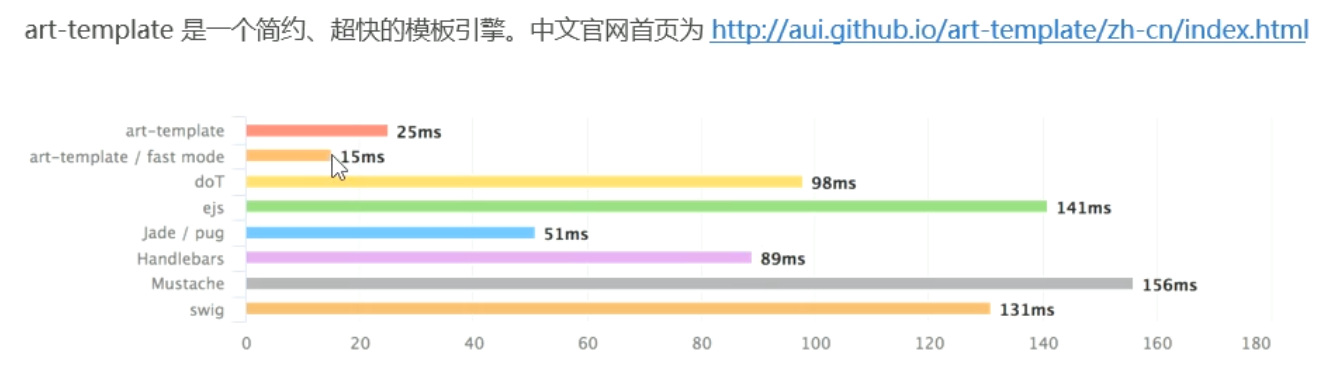 art-template 是一个简约、超快的模板引擎。中文官网首页为 http://aui.github.io/art-template/zh-cn/index.html
art-template 25ms
art-template / fast mode 15ms
doT 98ms
ejs 141ms
Jade / pug 51ms
Handlebars 89ms
Mustache 156ms
swig 131ms
0 20 40 60 80 100 120 140 160 180